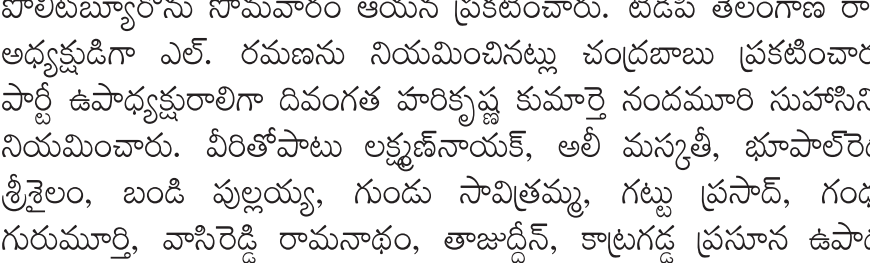 పొలిట్‌బ్యూరోను సోమవారం ఆయన ప్రకటించారు. టీడీపీ తెలంగాణ రా
అధ్యక్షుడిగా ఎల్. రమణను నియమించినట్లు చంద్రబాబు ప్రకటించార
పార్టీ ఉపాధ్యక్షురాలిగా దివంగత హరికృష్ణ కుమార్తె నందమూరి సుహాసిని
నియమించారు. వీరితోపాటు లక్ష్మణ్‌నాయక్, అలీ మస్కతీ, భూపాల్‌రెడ
శ్రీశైలం, బండి పుల్లయ్య, గుండు సావిత్రమ్మ, గట్టు ప్రసాద్, గంధ
గురుమూర్తి, వాసిరెడ్డి రామనాథం, తాజుద్దీన్, కాట్రగడ్డ ప్రసూన ఉపాధ